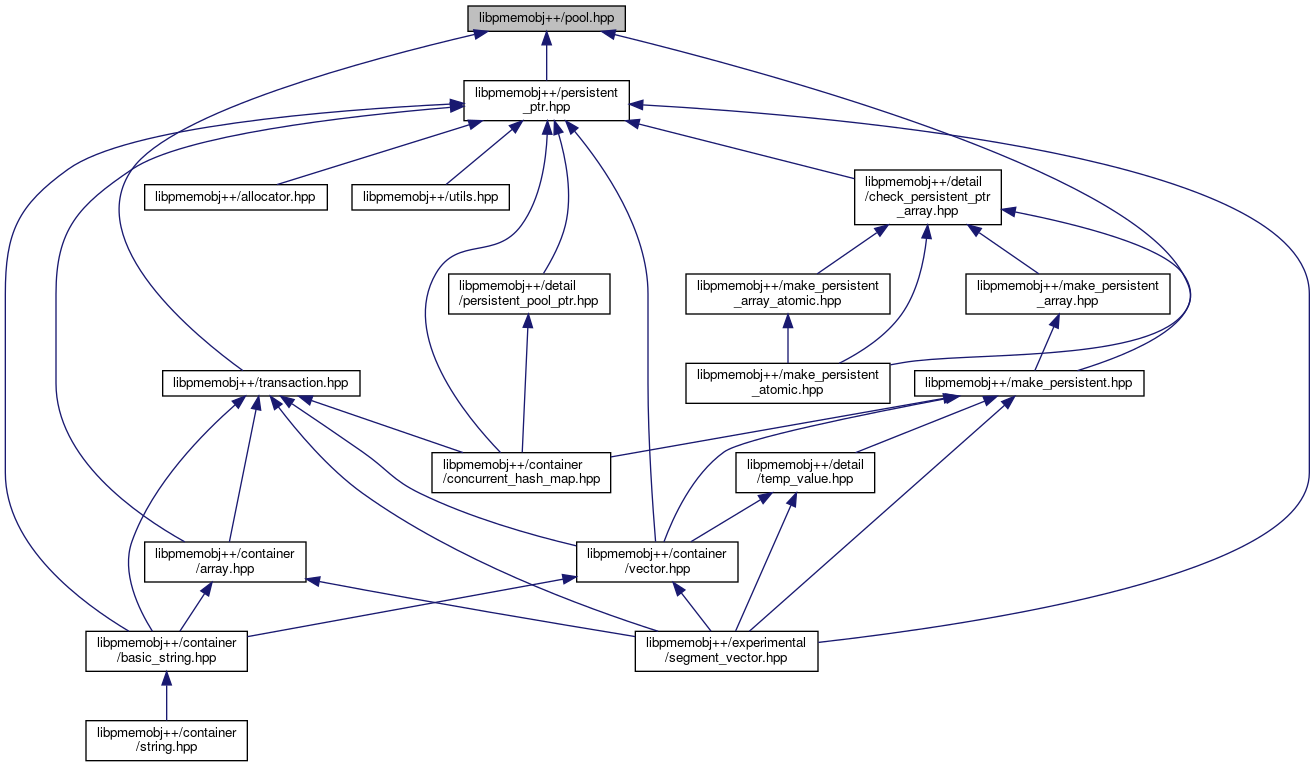 libpmemobj++/pool.hpp
libpmemobj++/persistent
_ptr.hpp
libpmemobj++/allocator.hpp
libpmemobj++/utils.hpp
libpmemobj++/detail
/check_persistent_ptr
_array.hpp
libpmemobj++/detail
/persistent_pool_ptr.hpp
libpmemobj++/make_persistent
_array_atomic.hpp
libpmemobj++/make_persistent
_array.hpp
libpmemobj++/transaction.hpp
libpmemobj++/make_persistent
_atomic.hpp
libpmemobj++/make_persistent.hpp
libpmemobj++/container
/concurrent_hash_map.hpp
libpmemobj++/detail
/temp_value.hpp
libpmemobj++/container
/array.hpp
libpmemobj++/container
/vector.hpp
libpmemobj++/container
/basic_string.hpp
libpmemobj++/experimental
/segment_vector.hpp
libpmemobj++/container
/string.hpp